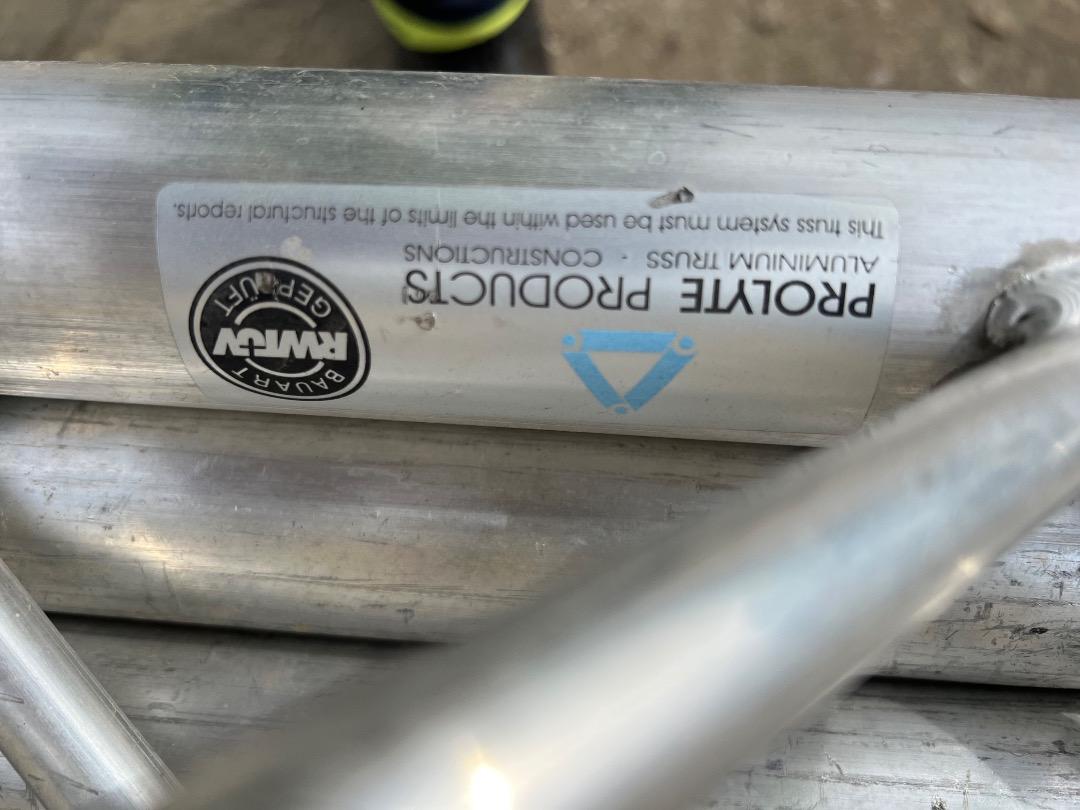 PROLYTE PRODUCTS
ALUMINIUM TRUSS - CONSTRUCTIONS
This truss system must be used within the limits of the structural reports.
BAUART
RWTÜV
GEPRÜFT